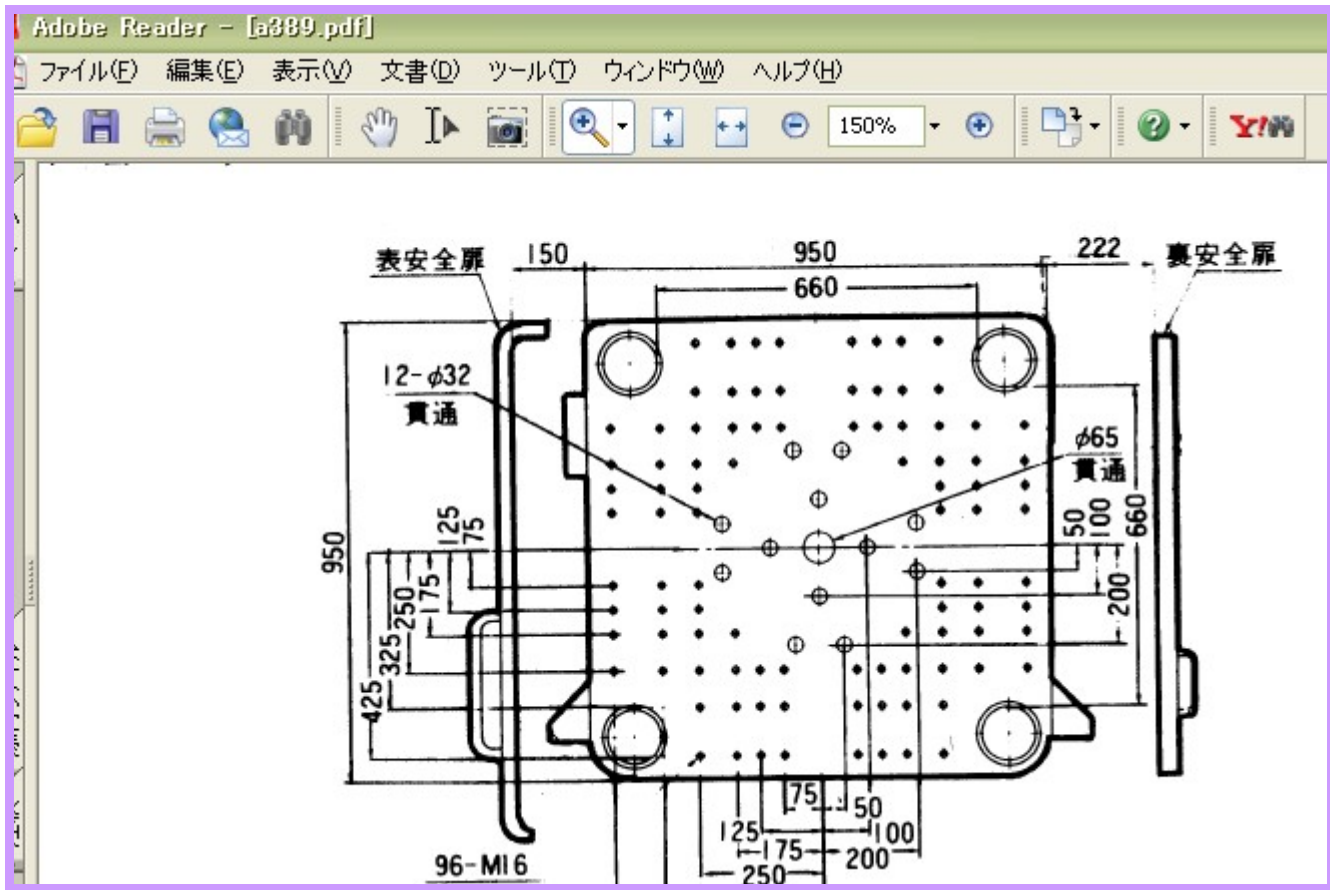 Adobe Reader - [a389.pdf]
ファイル(F) 編集(E) 表示(V) 文書(D) ツール(T) ウィンドウ(W) ヘルプ(H)
150%
Y!
表安全扉
150
950
222
裏安全扉
660
12-φ32
貫通
φ65
貫通
950
125
75
50
100
660
425
325
250
175
200
75
50
125
100
175
200
250
96-M16